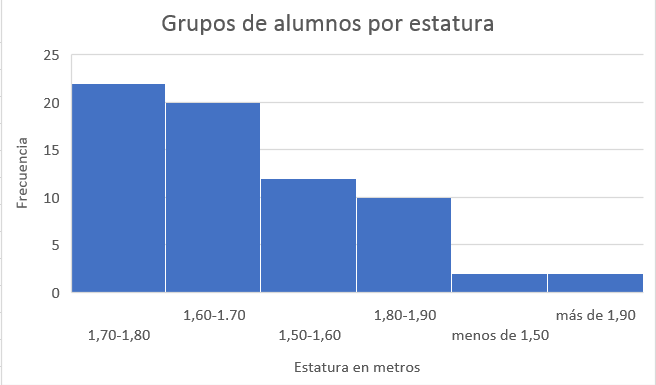 Grupos de alumnos por estatura
25
20
15
10
5
0
Frecuencia
1,70-1,80
1,60-1.70
1,50-1,60
1,80-1,90
menos de 1,50
más de 1,90
Estatura en metros